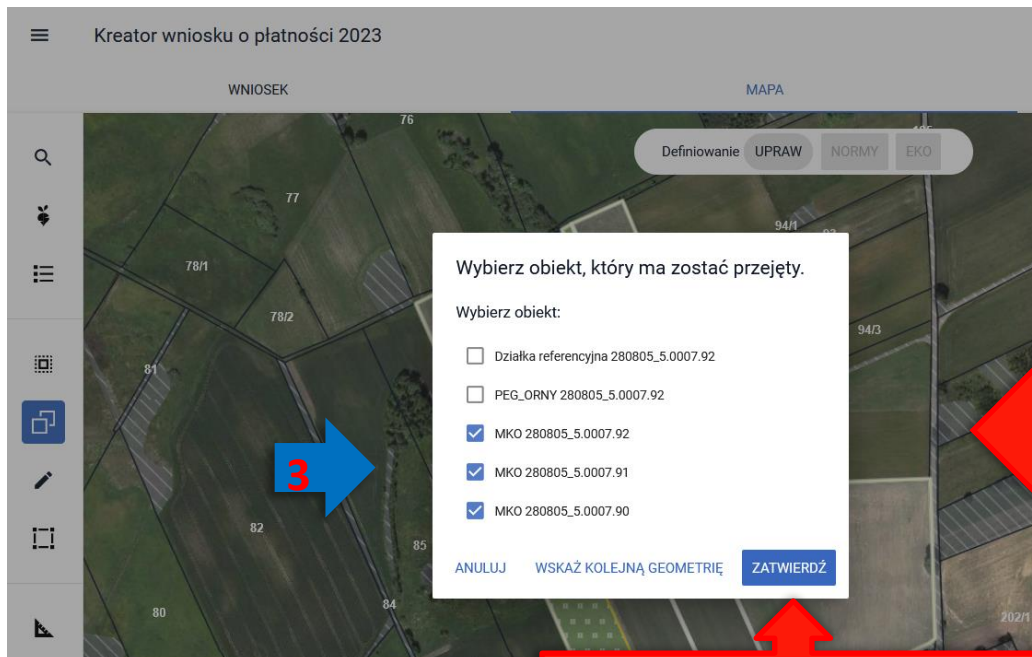 Kreator wniosku o płatności 2023
WNIOSEK
MAPA
76
Definiowanie UPRAW NORMY EKO
77
94/1
93
78/1
Wybierz obiekt, który ma zostać przejęty.
78/2
Wybierz obiekt:
94/3
Działka referencyjna 280805_5.0007.92
81
PEG_ORNY 280805_5.0007.92
MKO 280805_5.0007.92
3
MKO 280805_5.0007.91
MKO 280805_5.0007.90
82
85
ANULUJ WSKAŻ KOLEJNĄ GEOMETRIĘ ZATWIERDŹ
80
84
202/1